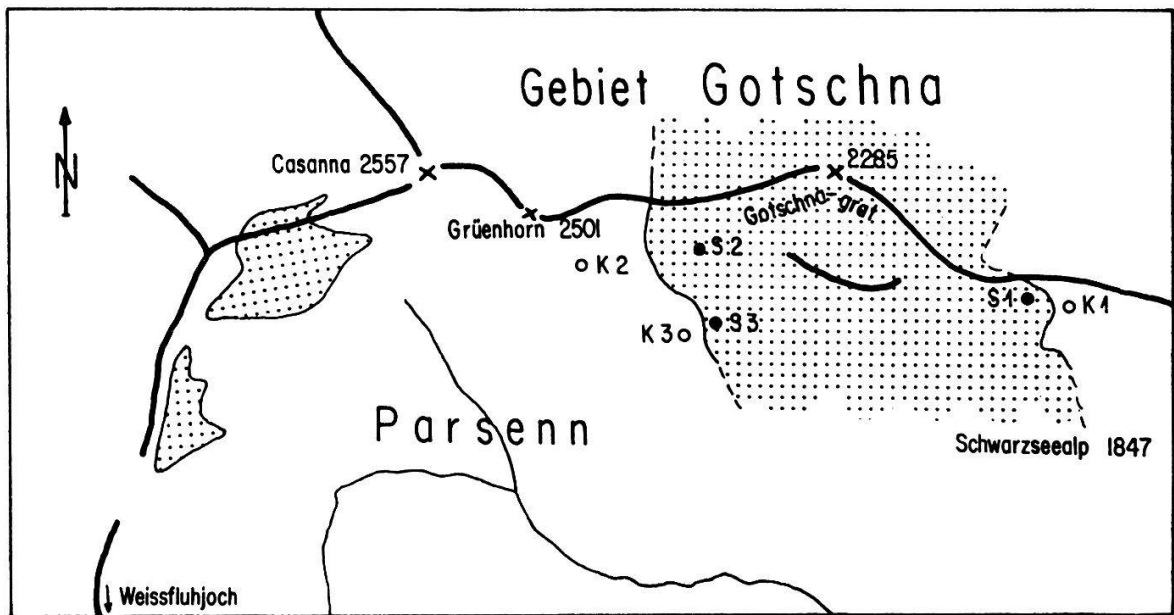 Gebiet Gotschna
N
Casanna 2557
2285
Gotschna-grat
Grüenhorn 2501
S2
K2
S1
K1
S3
K3
Parsenn
Schwarzseealp 1847
Weissfluhjoch